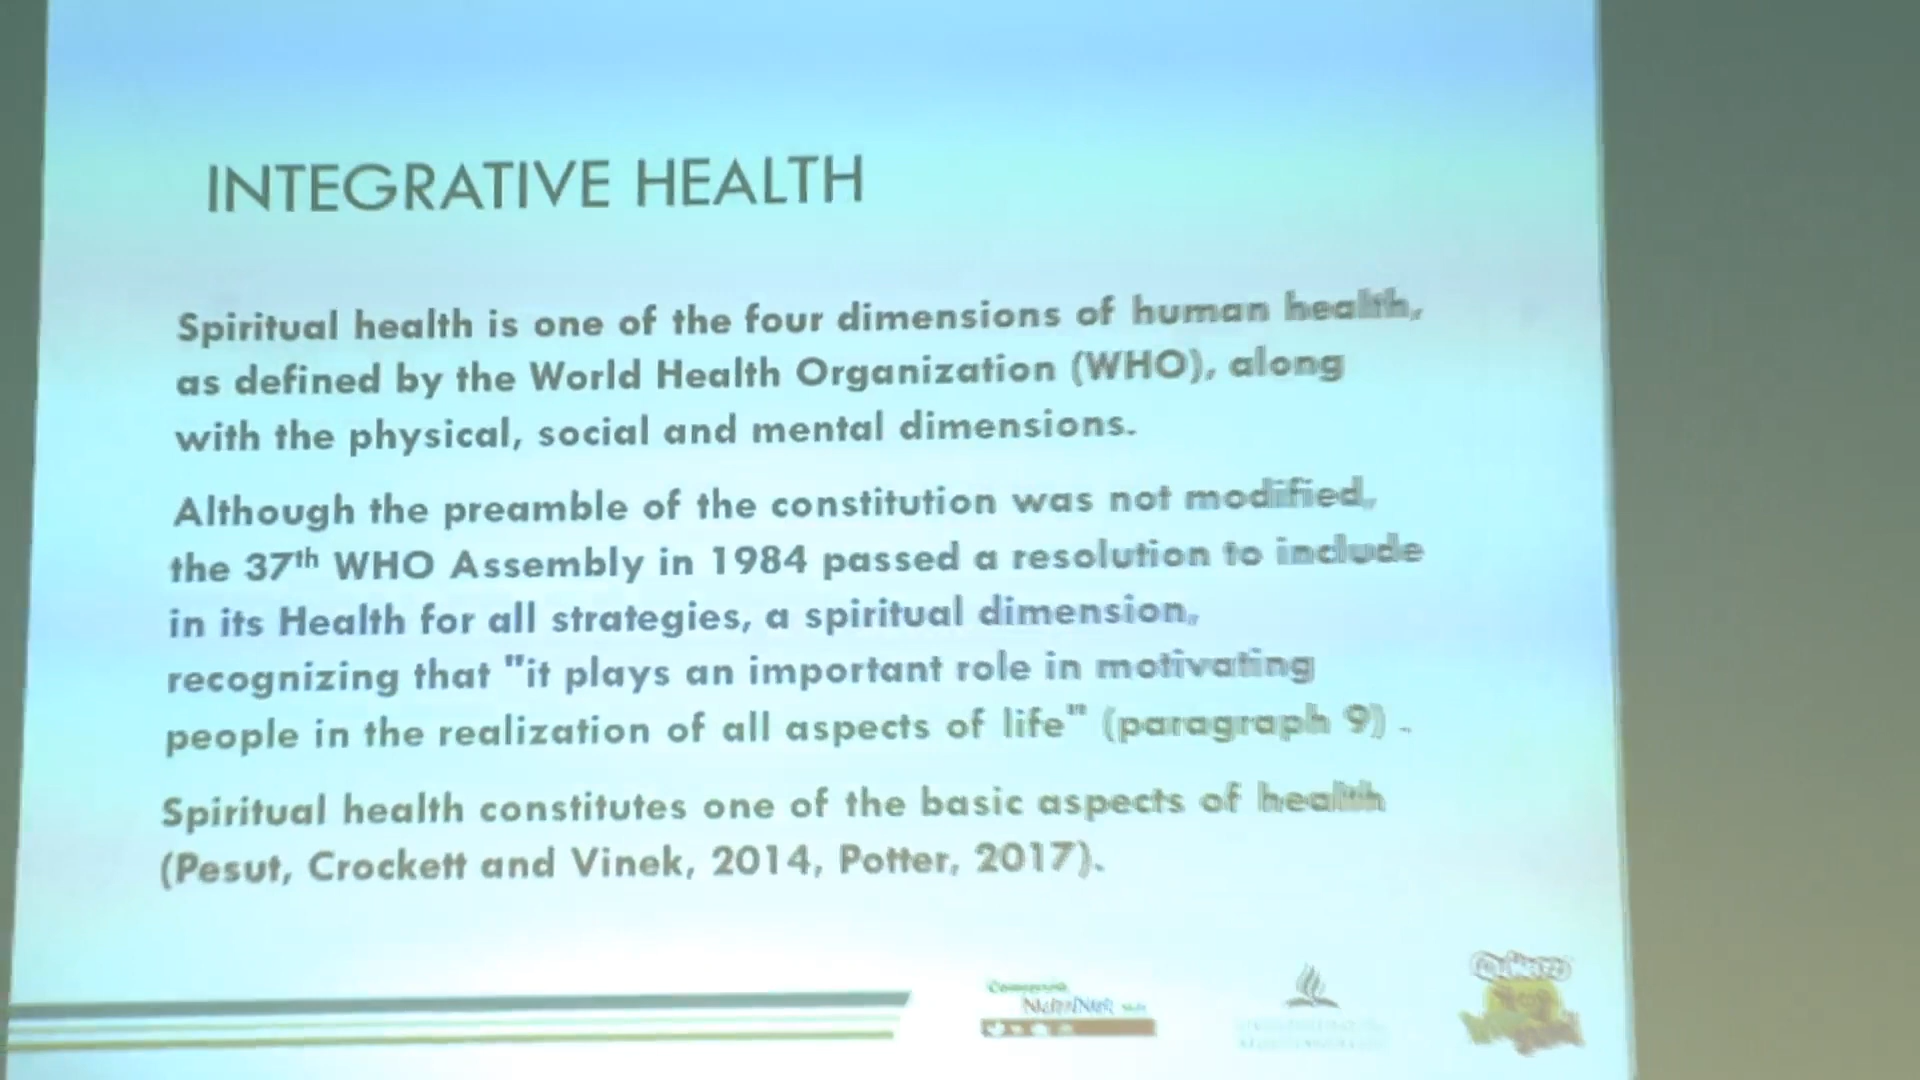 INTEGRATIVE HEALTH
Spiritual health is one of the four dimensions of human health,
as defined by the World Health Organization (WHO), along
with the physical, social and mental dimensions.
Although the preamble of the constitution was not modified,
the 37th WHO Assembly in 1984 passed a resolution to include
in its Health for all strategies, a spiritual dimension,
recognizing that "it plays an important role in motivating
people in the realization of all aspects of life" (paragraph 9) .
Spiritual health constitutes one of the basic aspects of health
(Pesut, Crockett and Vinek, 2014, Potter, 2017).